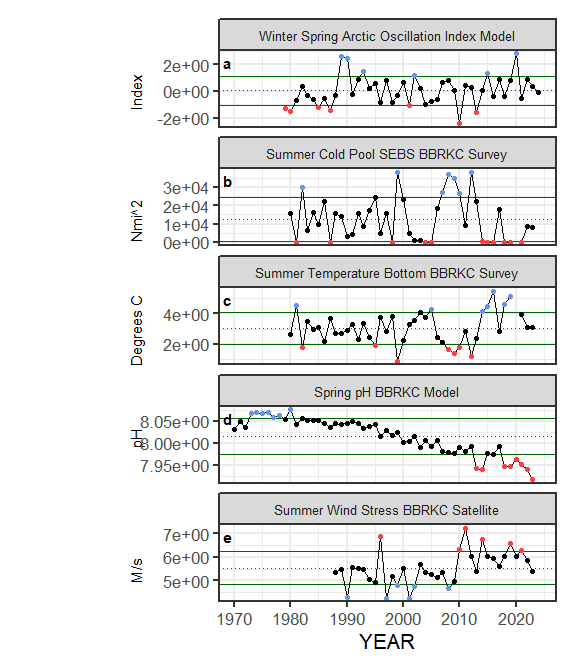 Winter Spring Arctic Oscillation Index Model
a
Index
2e+00
0e+00
-2e+00
Summer Cold Pool SEBS BBRKC Survey
b
Nmi^2
3e+04
2e+04
1e+04
0e+00
Summer Temperature Bottom BBRKC Survey
c
Degrees C
4e+00
2e+00
Spring pH BBRKC Model
d
pH
8.05e+00
8.00e+00
7.95e+00
Summer Wind Stress BBRKC Satellite
e
M/s
7e+00
6e+00
5e+00
1970 1980 1990 2000 2010 2020
YEAR